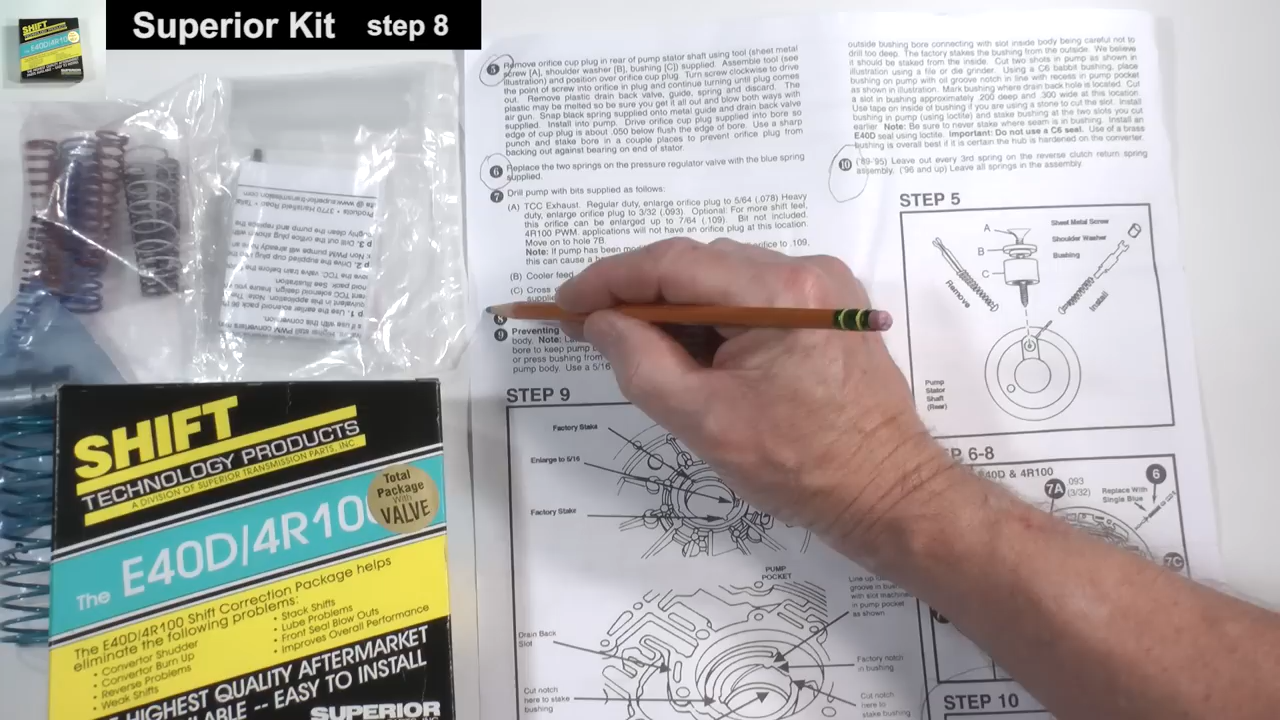 Superior Kit step 8
SHIFT
5 Remove orifice cup plug in rear of pump stator shaft using tool (sheet metal
screw [A], shoulder washer [B], bushing [C]) supplied. Assemble tool (see
illustration) and position over orifice cup plug. Turn screw clockwise to drive
the point of screw into orifice plug and continue turning until plug comes
out. Remove plastic drain back valve, guide, spring and discard. The
plastic may be melted so be sure you get it all out and blow both ways with
air gun. Snap black spring supplied onto metal guide and drain back valve
supplied. Install into pump. Drive orifice cup plug supplied into bore so
edge of cup plug is about .050 below flush the edge of bore. Use a sharp
punch and stake bore in a couple places to prevent orifice plug from
backing out against bearing on end of stator.
6 Replace the two springs on the pressure regulator valve with the blue spring
supplied.
7 Drill pump with bits supplied as follows:
(A) TCC Exhaust. Regular duty, enlarge orifice plug to 5/64 (.078) Heavy
duty, enlarge orifice plug to 3/32 (.093) Optional: For more shift feel,
this orifice can be enlarged up to 7/64 (.109). Bit not included.
4R100 PWM. applications will not have an orifice plug at this location.
Move on to hole 7B.
Note: If pump has been orifice to .109,
this can cause a
(B) Cooler feed
(C) Cross
8
9 Preventing
body. Note:
bore to keep pump
or press bushing from
pump body. Use a 5/16
outside bushing bore connecting with slot inside body being careful not to
drill too deep. The factory stakes the bushing from the outside. We believe
it should be staked from the inside. Cut two shots in pump as shown in
illustration using a file or die grinder. Using a C6 babbit bushing, place
bushing on pump with oil groove notch in line with recess in pump pocket
as shown in illustration. Mark bushing where drain back hole is located. Cut
a slot in bushing approximately .200 deep and .300 wide at this location.
Use tape on inside of bushing if you are using a stone to cut the slot. Install
bushing in pump (using loctite) and stake bushing at the two slots you cut
earlier Note: Be sure to never stake where seam is in bushing. Install an
E40D seal using loctite. Important: Do not use a C6 seal. Use of a brass
bushing is overall best if it is certain the hub is hardened on the converter.
10 ('89-'95) Leave out every 3rd spring on the reverse clutch return spring
assembly. ('96 and up) Leave all springs in the assembly.
STEP 5
A
B
C
Sheet Metal Screw
Shoulder Washer
Bushing
Remove
Install
Pump
Stator
Shaft
(Rear)
STEP 9
Factory Stake
Enlarge to 5/16
Factory Stake
PUMP
POCKET
Drain Back
Slot
Cut notch
here to stake
bushing
Line up
groove in
with slot
in pump pocket
as shown
Factory notch
in bushing
Cut notch
here to
stake bushing
P 6-8
40D & 4R100
7A .093
(3/32)
6
Replace With
Single Blue
7C
STEP 10
SHIFT
TECHNOLOGY PRODUCTS
A DIVISION OF SUPERIOR TRANSMISSION PARTS, INC
Total
Package
With
VALVE
The E40D/4R100
The E40D/4R100 Shift Correction Package helps
eliminate the following problems:
• Convertor Shudder
• Convertor Burn Up
• Reverse Problems
• Weak Shifts
• Stack Shifts
• Lube Problems
• Front Seal Blow Outs
• Improves Overall Performance
HIGHEST QUALITY AFTERMARKET
ABLE -- EASY TO INSTALL
SUPERIOR